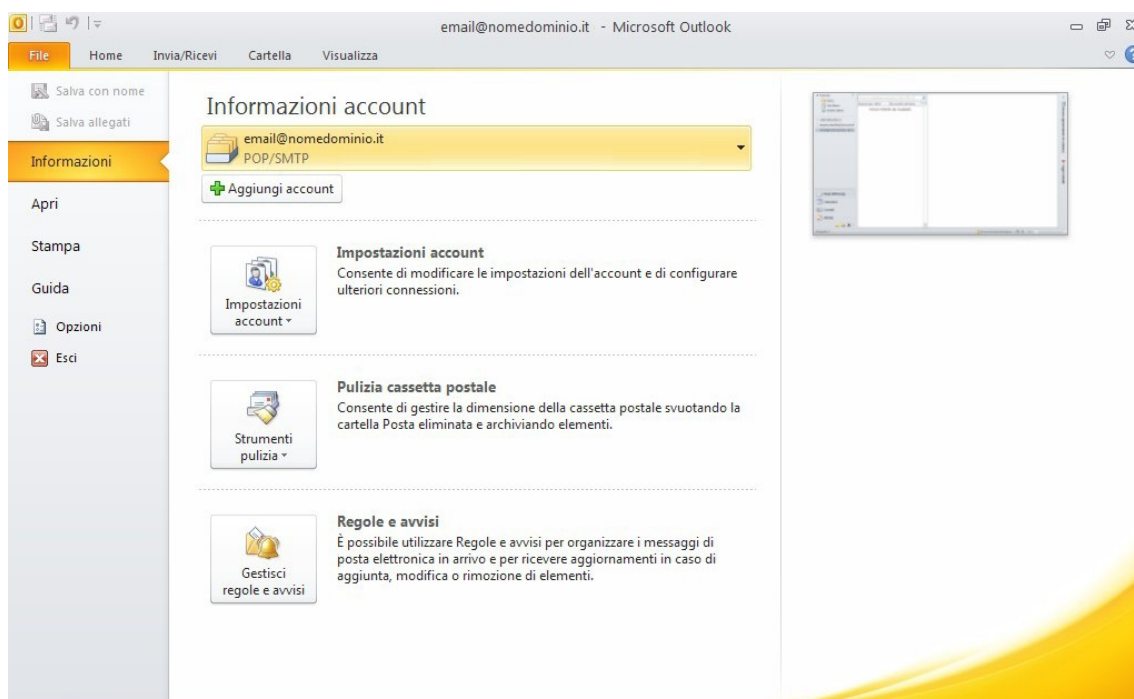 email@nomedominio.it - Microsoft Outlook
File Home Invia/Ricevi Cartella Visualizza
Salva con nome
Salva allegati
Informazioni
Apri
Stampa
Guida
Opzioni
Esci
Informazioni account
email@nomedominio.it
POP/SMTP
Aggiungi account
Impostazioni
account
Impostazioni account
Consente di modificare le impostazioni dell'account e di configurare
ulteriori connessioni.
Strumenti
pulizia
Pulizia cassetta postale
Consente di gestire la dimensione della cassetta postale svuotando la
cartella Posta eliminata e archiviando elementi.
Gestisci
regole e avvisi
Regole e avvisi
È possibile utilizzare Regole e avvisi per organizzare i messaggi di
posta elettronica in arrivo e per ricevere aggiornamenti in caso di
aggiunta, modifica o rimozione di elementi.